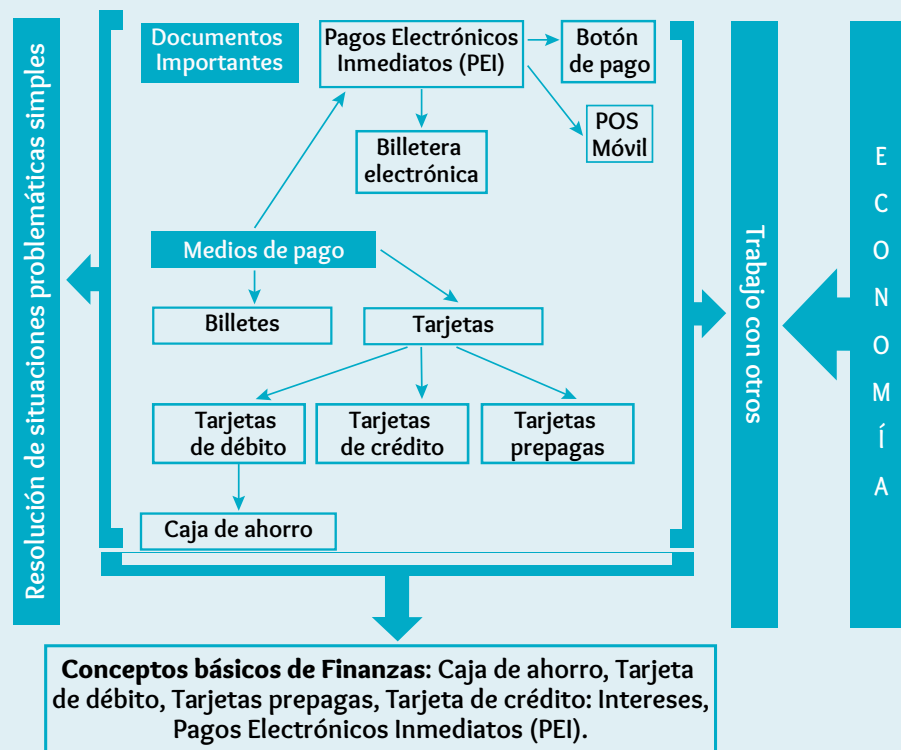 Resolución de situaciones problemáticas simples
Documentos
Importantes
Pagos Electrónicos
Inmediatos (PEI)
Botón
de pago
POS
Móvil
Billetera
electrónica
Medios de pago
Billetes
Tarjetas
Tarjetas
de débito
Tarjetas
de crédito
Tarjetas
prepagas
Caja de ahorro
Trabajo con otros
ECONOMÍA
Conceptos básicos de Finanzas: Caja de ahorro, Tarjeta
de débito, Tarjetas prepagas, Tarjeta de crédito: Intereses,
Pagos Electrónicos Inmediatos (PEI).